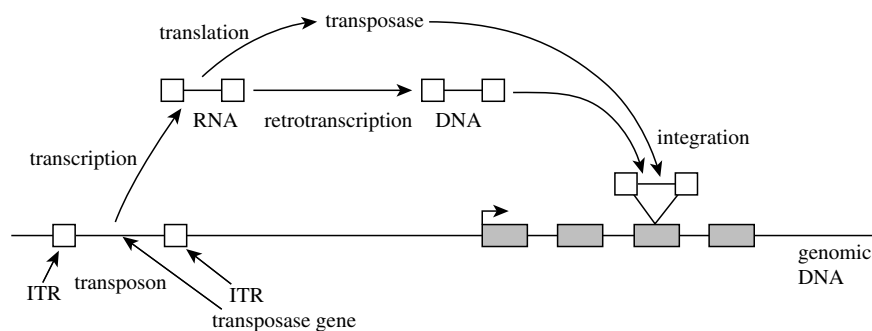 translation
transposase
RNA
retrotranscription
DNA
transcription
integration
ITR
transposon
ITR
transposase gene
genomic
DNA